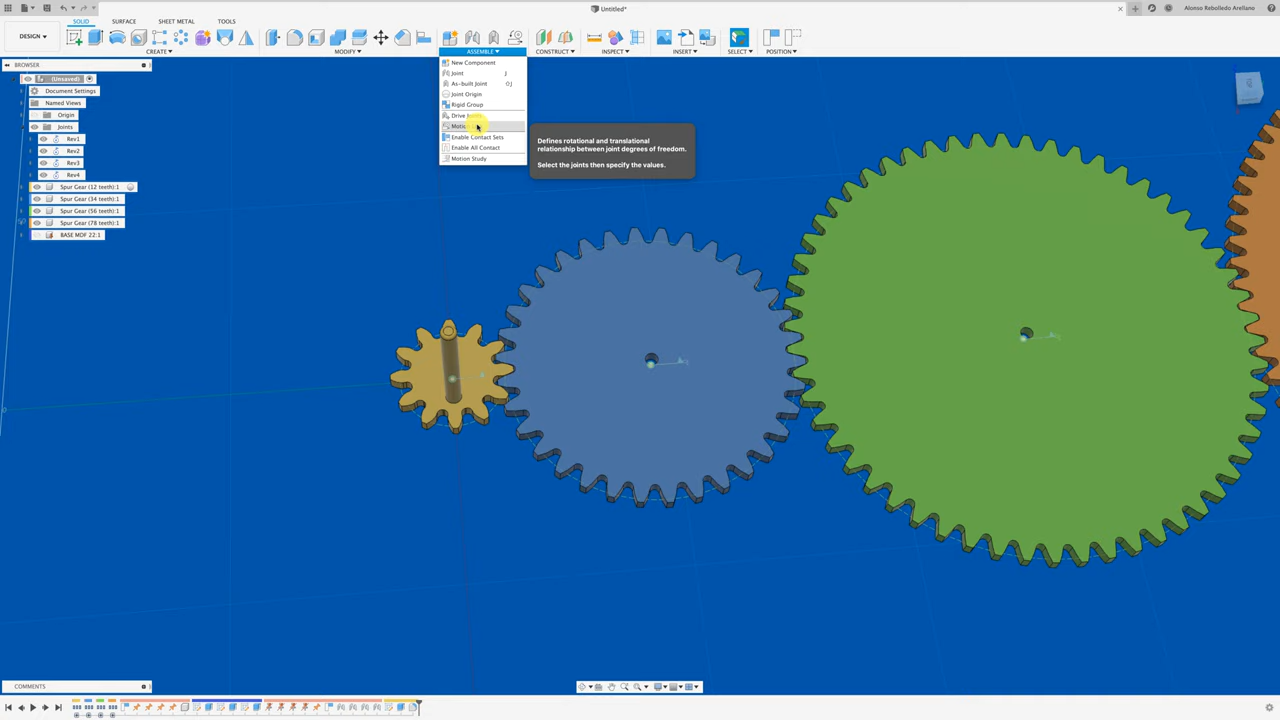 Untitled*
Alonso Rebolledo Arellano
SOLID
SURFACE
SHEET METAL
TOOLS
DESIGN
CREATE
MODIFY
ASSEMBLE
CONSTRUCT
INSPECT
INSERT
SELECT
POSITION
BROWSER
(Unsaved)
Document Settings
Named Views
Origin
Joints
Rev1
Rev2
Rev3
Rev4
Spur Gear (12 teeth):1
Spur Gear (34 teeth):1
Spur Gear (56 teeth):1
Spur Gear (78 teeth):1
BASE MDF 22:1
New Component
Joint J
As-built Joint
Joint Origin
Rigid Group
Drive Joints
Motion
Enable Contact Sets
Enable All Contact
Motion Study
Defines rotational and translational
relationship between joint degrees of freedom.
Select the joints then specify the values.
COMMENTS